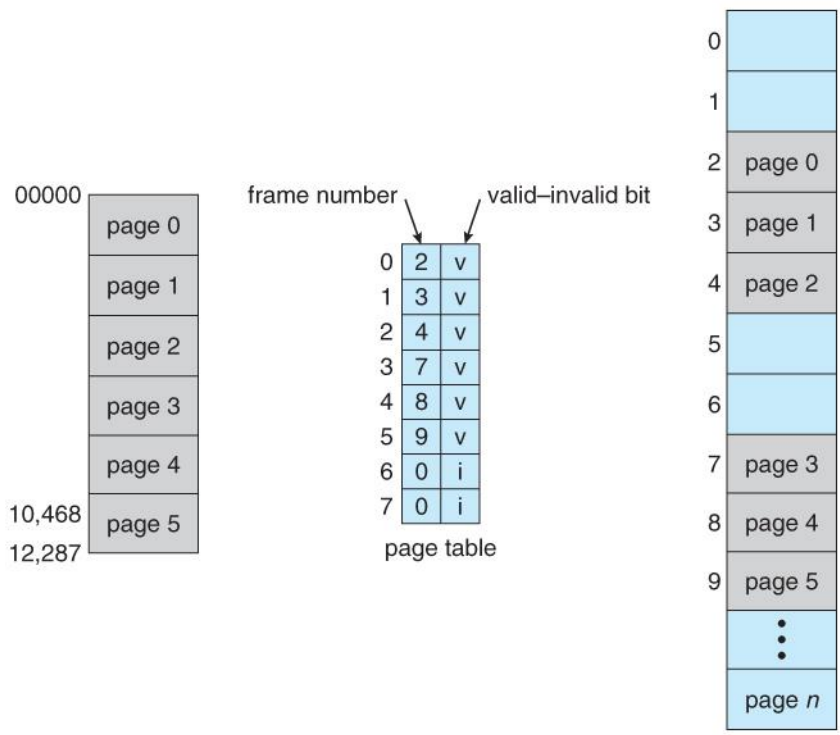 00000
page 0
page 1
page 2
page 3
page 4
10,468
page 5
12,287
frame number
valid–invalid bit
0 2 v
1 3 v
2 4 v
3 7 v
4 8 v
5 9 v
6 0 i
7 0 i
page table
0
1
2 page 0
3 page 1
4 page 2
5
6
7 page 3
8 page 4
9 page 5
page n